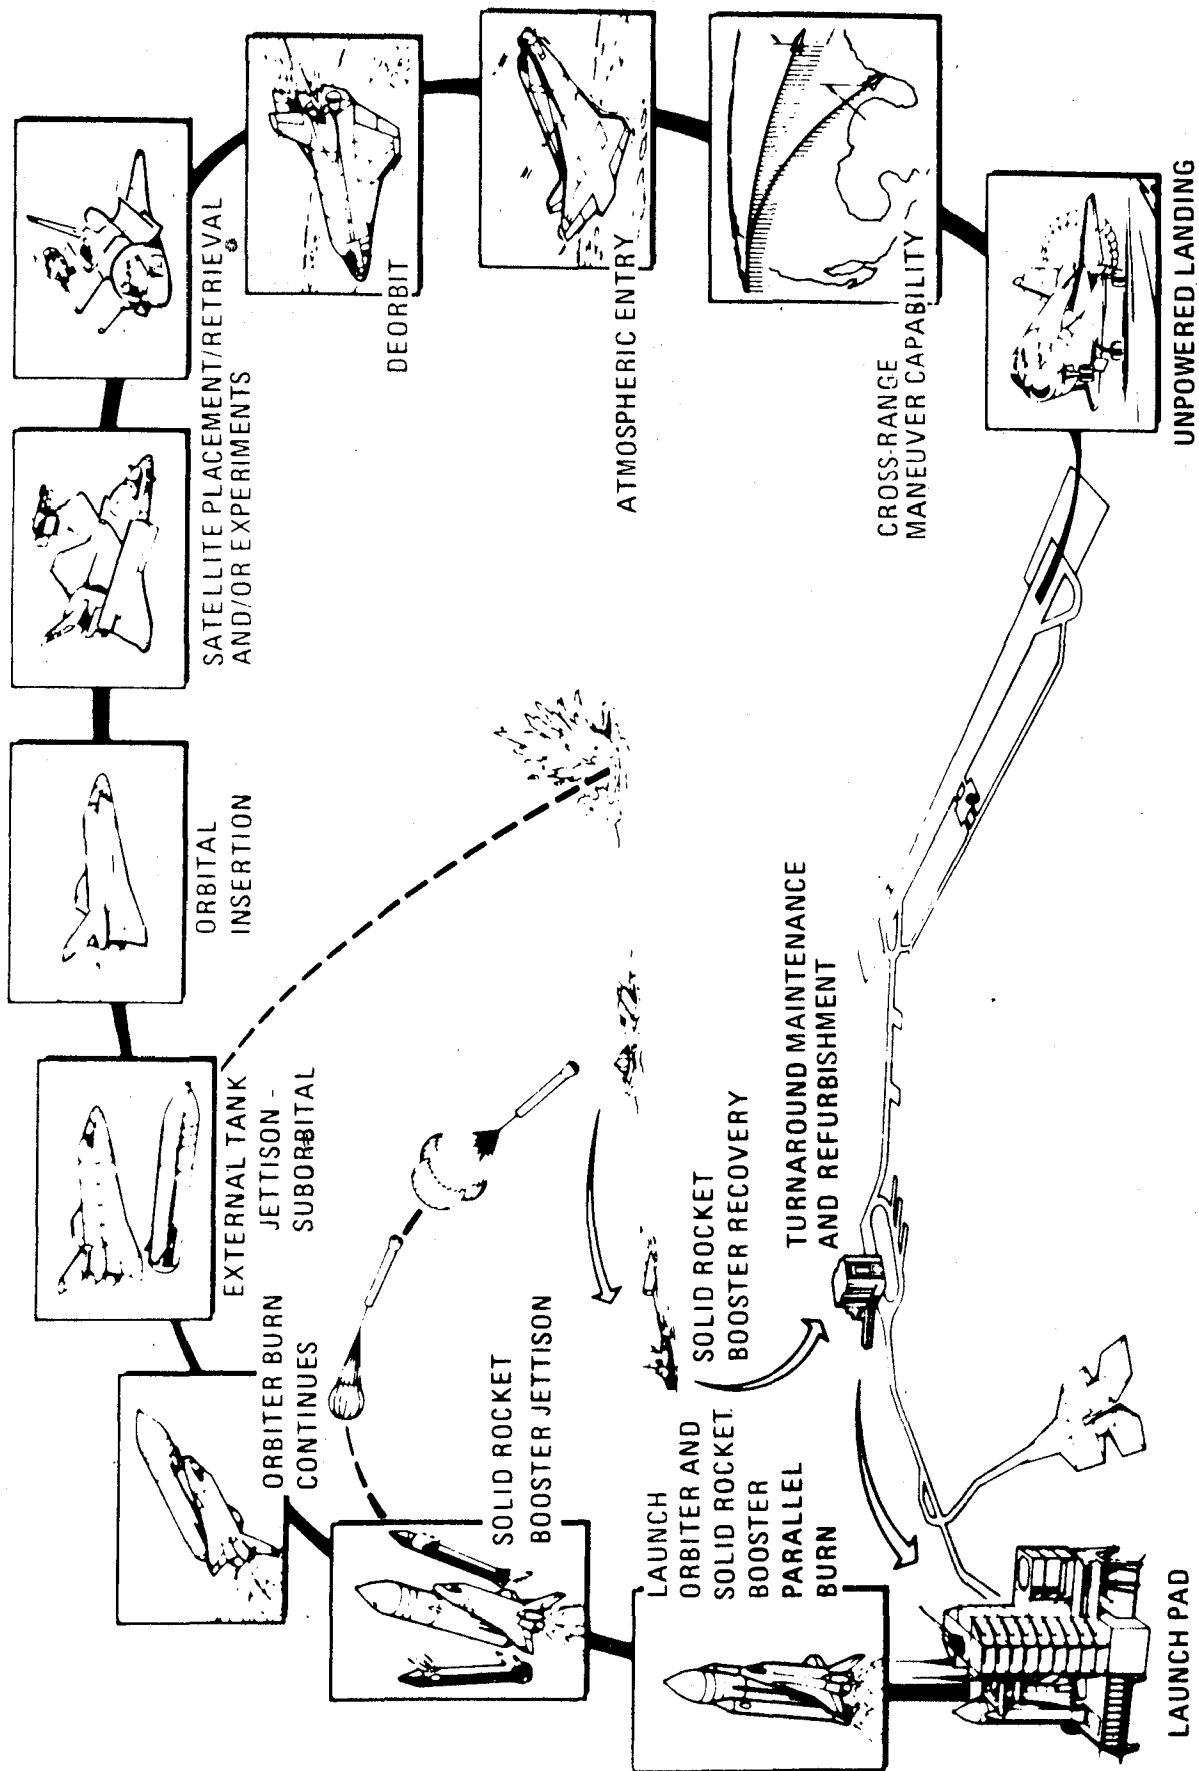 LAUNCH PAD
LAUNCH
ORBITER AND
SOLID ROCKET
BOOSTER
PARALLEL
BURN
SOLID ROCKET
BOOSTER JETTISON
ORBITER BURN
CONTINUES
EXTERNAL TANK
JETTISON -
SUBORBITAL
ORBITAL
INSERTION
SATELLITE PLACEMENT/RETRIEVAL
AND/OR EXPERIMENTS
DEORBIT
ATMOSPHERIC ENTRY
CROSS-RANGE
MANEUVER CAPABILITY
UNPOWERED LANDING
SOLID ROCKET
BOOSTER RECOVERY
TURNAROUND MAINTENANCE
AND REFURBISHMENT